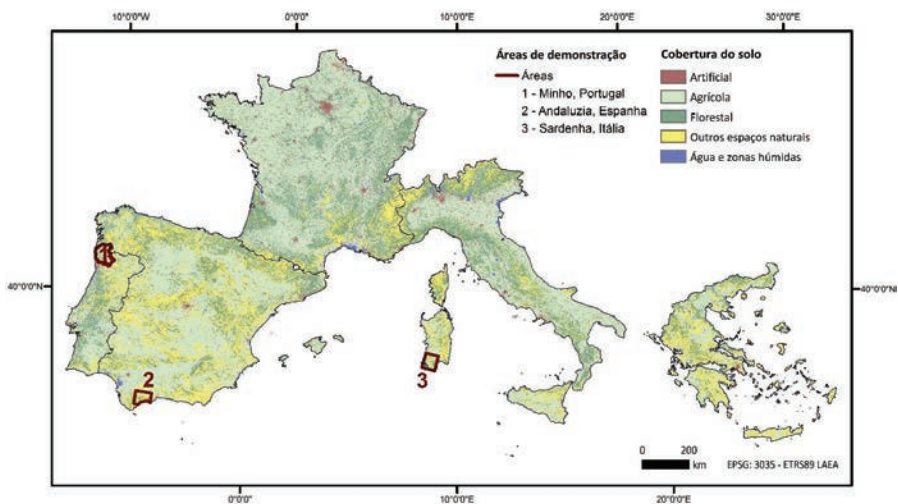 10°0'0"W
0°0'0"
10°0'0"E
20°0'0"E
30°0'0"E
Áreas de demonstração
Áreas
1 - Minho, Portugal
2 - Andaluzia, Espanha
3 - Sardenha, Itália
Cobertura do solo
Artificial
Agrícola
Florestal
Outros espaços naturais
Água e zonas húmidas
1
40°0'0"N
40°0'0"N
2
3
0 200
km
EPSG: 3035 - ETRS89 LAEA
0°0'0"
10°0'0"E
20°0'0"E